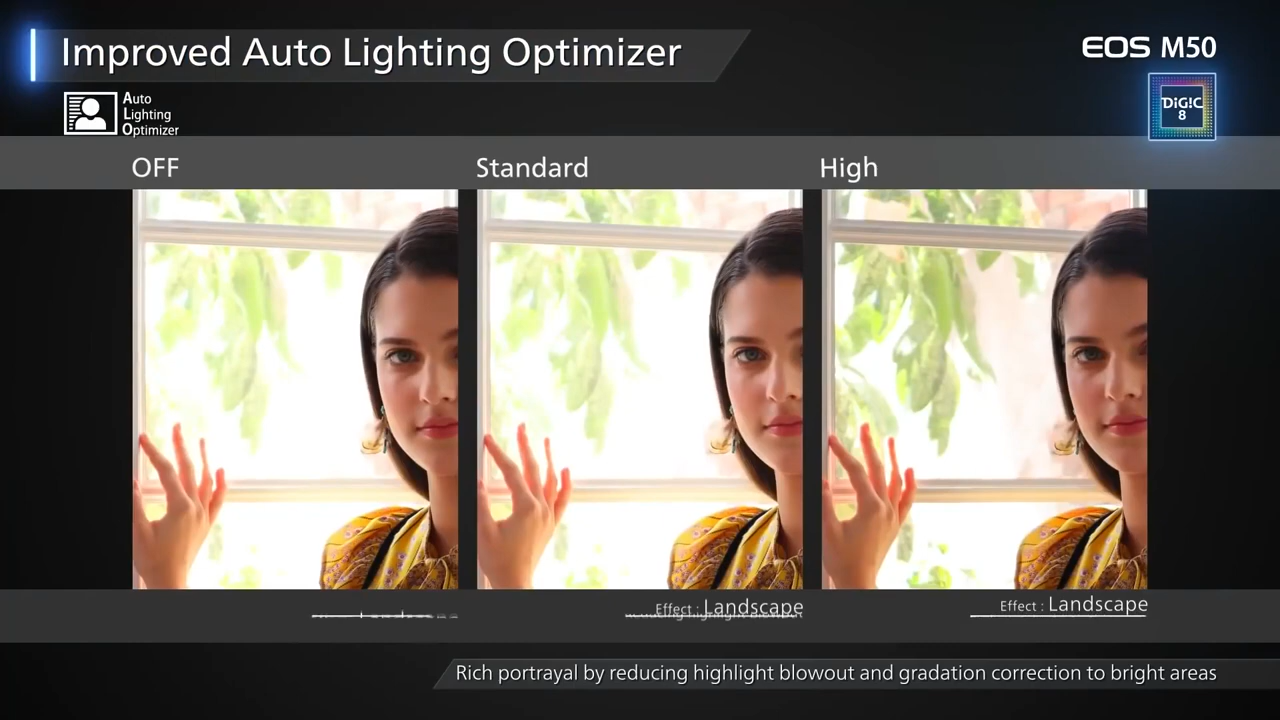 Improved Auto Lighting Optimizer
EOS M50
Auto
Lighting
Optimizer
DIGIC
8
OFF
Standard
High
Effect : Landscape
Effect : Landscape
Rich portrayal by reducing highlight blowout and gradation correction to bright areas